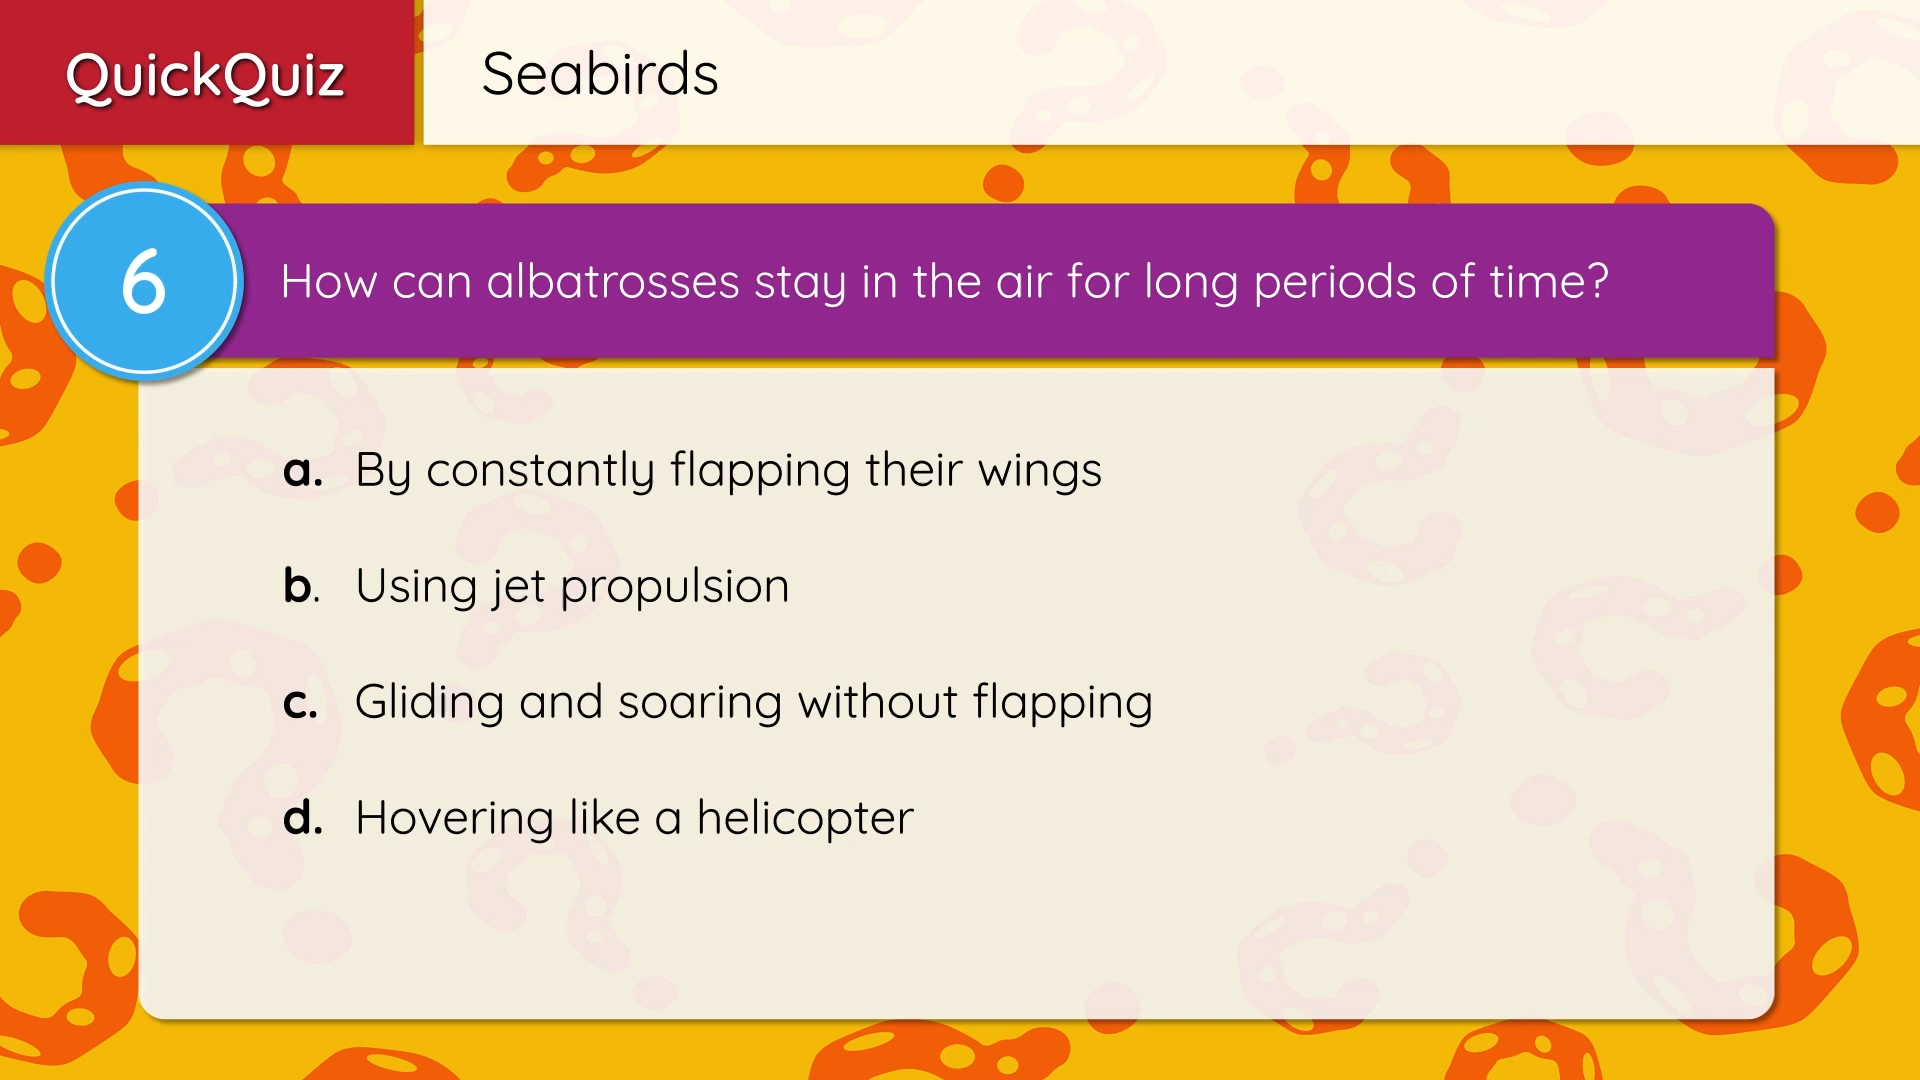 QuickQuiz
Seabirds
6
How can albatrosses stay in the air for long periods of time?
a. By constantly flapping their wings
b. Using jet propulsion
c. Gliding and soaring without flapping
d. Hovering like a helicopter